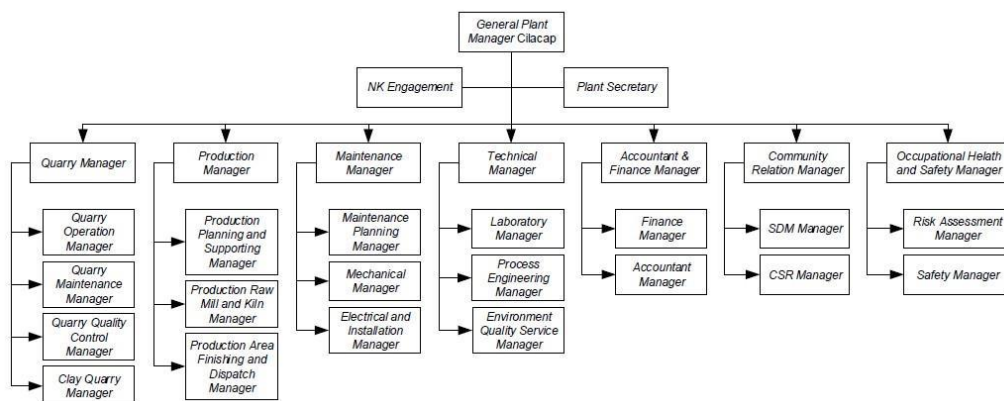 General Plant
Manager Cilacap
NK Engagement
Plant Secretary
Quarry Manager
Production
Manager
Maintenance
Manager
Technical
Manager
Accountant &
Finance Manager
Community
Relation Manager
Occupational Helath
and Safety Manager
Quarry
Operation
Manager
Quarry
Maintenance
Manager
Quarry Quality
Control
Manager
Clay Quarry
Manager
Production
Planning and
Supporting
Manager
Production Raw
Mill and Kiln
Manager
Production Area
Finishing and
Dispatch
Manager
Maintenance
Planning
Manager
Mechanical
Manager
Electrical and
Installation
Manager
Laboratory
Manager
Process
Engineering
Manager
Environment
Quality Service
Manager
Finance
Manager
Accountant
Manager
SDM Manager
CSR Manager
Risk Assessment
Manager
Safety Manager